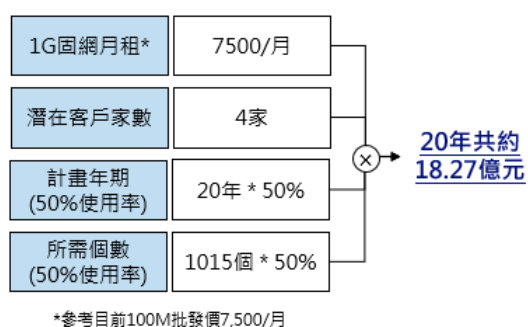 1G固網月租*
7500/月
潛在客戶家數
4家
計畫年期
(50%使用率)
20年 * 50%
所需個數
(50%使用率)
1015個 * 50%
×
20年共約
18.27億元
*參考目前100M批發價7,500/月